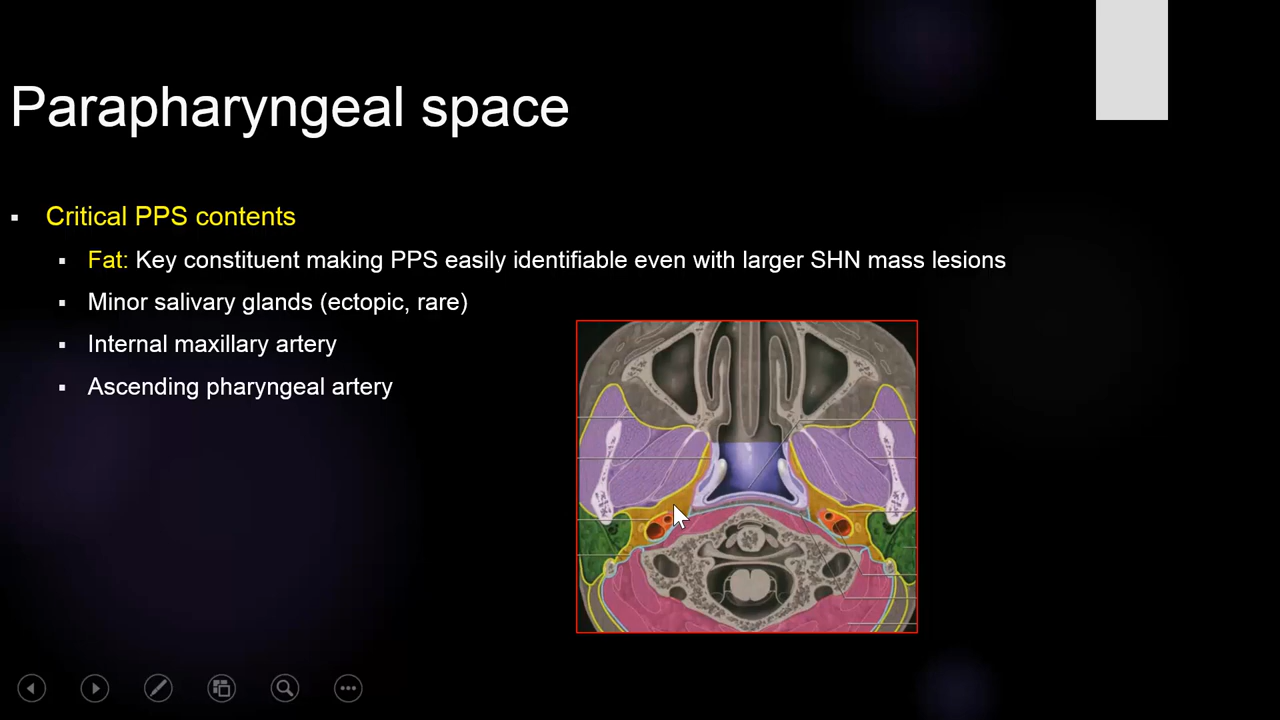 Parapharyngeal space
Critical PPS contents
Fat: Key constituent making PPS easily identifiable even with larger SHN mass lesions
Minor salivary glands (ectopic, rare)
Internal maxillary artery
Ascending pharyngeal artery